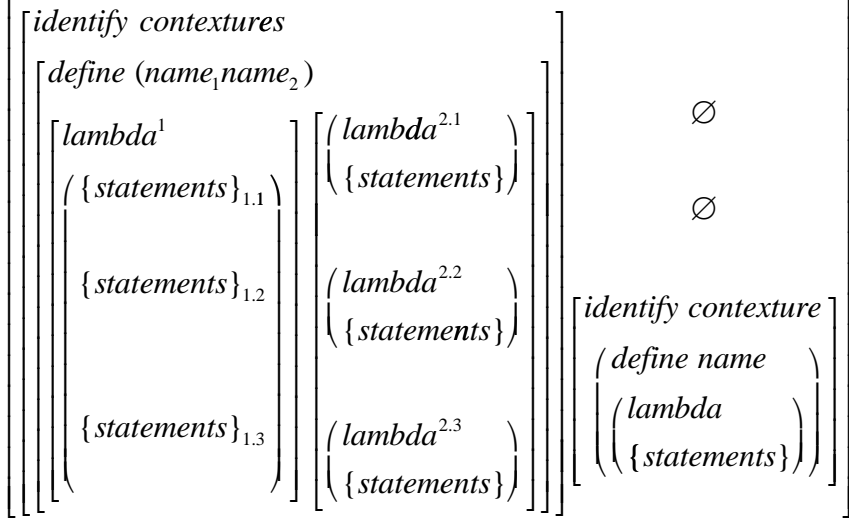 identify contextures
define (name₁name₂)
lambda¹
({statements}₁.₁)
{statements}₁.₂
{statements}₁.₃
(lambda²·¹
{statements})
(lambda²·²
{statements})
(lambda²·³
{statements})
∅
∅
identify contexture
(define name
(lambda
{statements}))